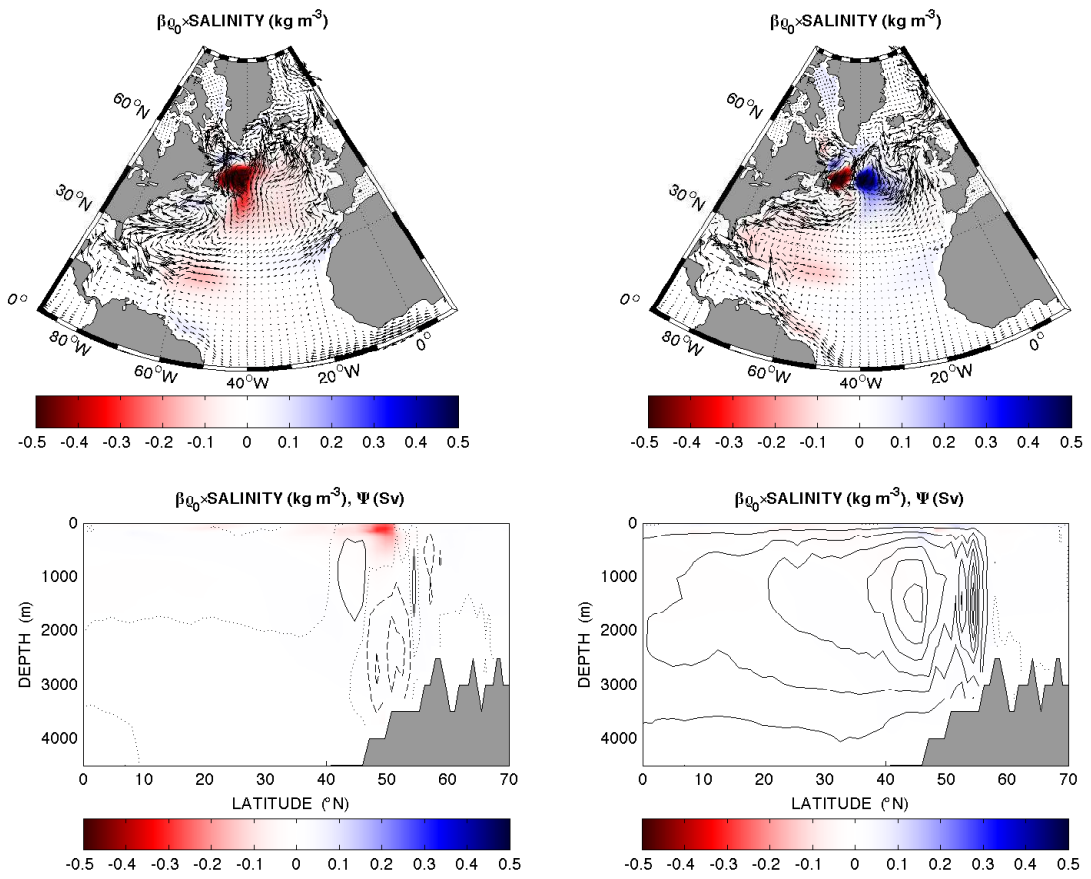 βϱ₀×SALINITY (kg m⁻³)
60°N
30°N
0°
80°W
60°W
40°W
20°W
0°
-0.5 -0.4 -0.3 -0.2 -0.1 0 0.1 0.2 0.3 0.4 0.5
βϱ₀×SALINITY (kg m⁻³)
60°N
30°N
0°
80°W
60°W
40°W
20°W
0°
-0.5 -0.4 -0.3 -0.2 -0.1 0 0.1 0.2 0.3 0.4 0.5
βϱ₀×SALINITY (kg m⁻³), Ψ (Sv)
DEPTH (m)
0
1000
2000
3000
4000
0 10 20 30 40 50 60 70
LATITUDE (°N)
-0.5 -0.4 -0.3 -0.2 -0.1 0 0.1 0.2 0.3 0.4 0.5
βϱ₀×SALINITY (kg m⁻³), Ψ (Sv)
DEPTH (m)
0
1000
2000
3000
4000
0 10 20 30 40 50 60 70
LATITUDE (°N)
-0.5 -0.4 -0.3 -0.2 -0.1 0 0.1 0.2 0.3 0.4 0.5